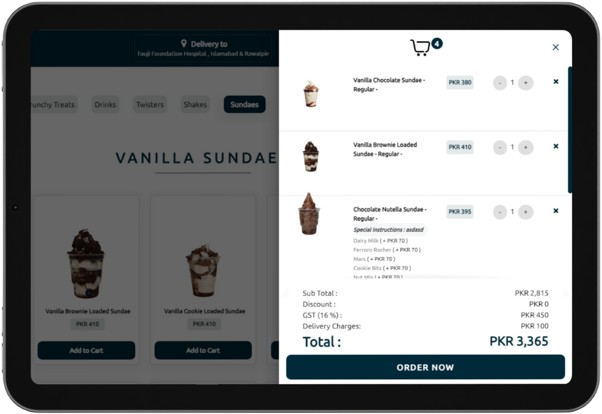 Delivery to
Fauji Foundation Hospital , Islamabad & Rawalpin
runchy Treats
Drinks
Twisters
Shakes
Sundaes
VANILLA SUNDAE
Vanilla Brownie Loaded Sundae
PKR 410
Add to Cart
Vanilla Cookie Loaded Sundae
PKR 410
Add to Cart
4
×
Vanilla Chocolate Sundae -
Regular -
PKR 380
- 1 +
×
Vanilla Brownie Loaded
Sundae - Regular -
PKR 410
- 1 +
×
Chocolate Nutella Sundae -
Regular -
PKR 395
- 1 +
×
Special Instructions : asdasd
Dairy Milk ( + PKR 70 )
Ferroro Rocher ( + PKR 70 )
Mars ( + PKR 70 )
Cookie Bits ( + PKR 70 )
Nut Mix ( + PKR 70 )
Sub Total : PKR 2,815
Discount : PKR 0
GST (16 %) : PKR 450
Delivery Charges: PKR 100
Total : PKR 3,365
ORDER NOW